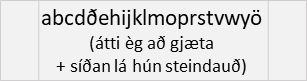 abcdðehijklmoprstvwyö
(átti èg að gjæta
+ síðan lá hún steindauð)